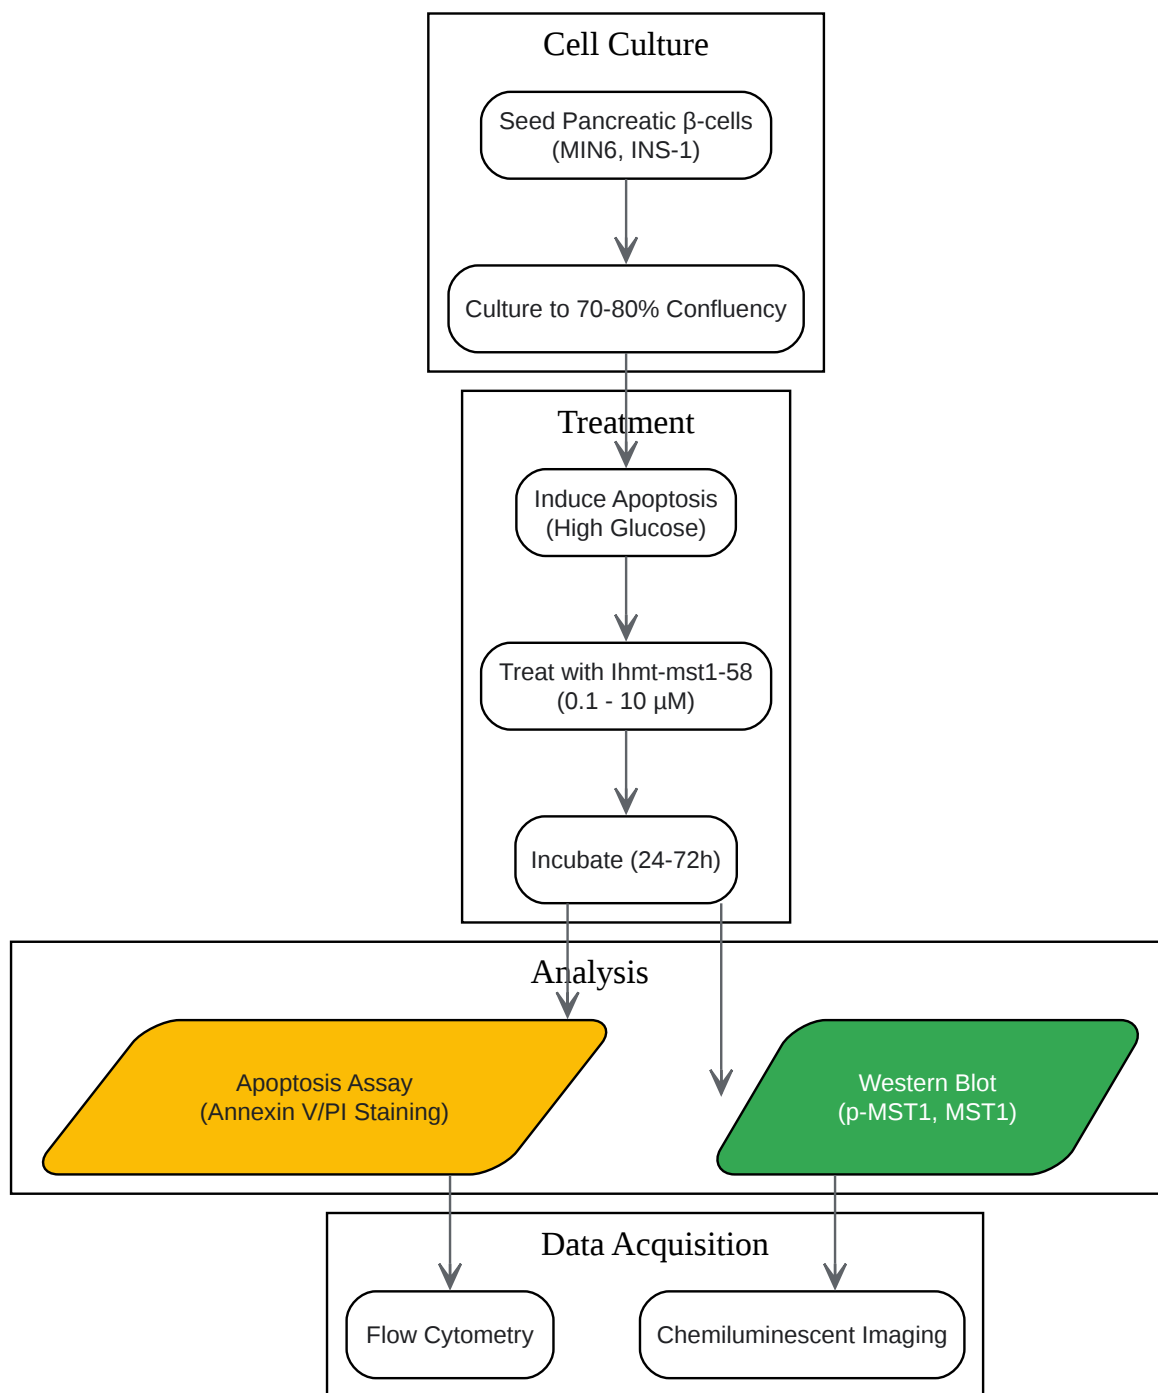 Cell Culture
Seed Pancreatic β-cells
(MIN6, INS-1)
Culture to 70-80% Confluency
Treatment
Induce Apoptosis
(High Glucose)
Treat with Ihmt-mst1-58
(0.1 - 10 µM)
Incubate (24-72h)
Analysis
Apoptosis Assay
(Annexin V/PI Staining)
Western Blot
(p-MST1, MST1)
Data Acquisition
Flow Cytometry
Chemiluminescent Imaging